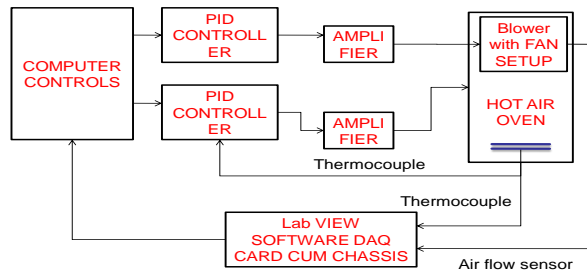 COMPUTER
CONTROLS
PID
CONTROLL
ER
AMPLI
FIER
Blower
with FAN
SETUP
PID
CONTROLL
ER
AMPLI
FIER
HOT AIR
OVEN
Thermocouple
Thermocouple
Lab VIEW
SOFTWARE DAQ
CARD CUM CHASSIS
Air flow sensor